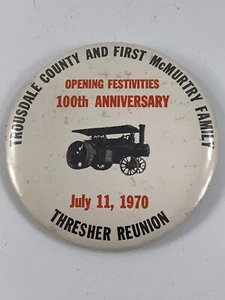 TROUSDALE COUNTY AND FIRST McMURTRY FAMILY
OPENING FESTIVITIES
100th ANNIVERSARY
July 11, 1970
THRESHER REUNION